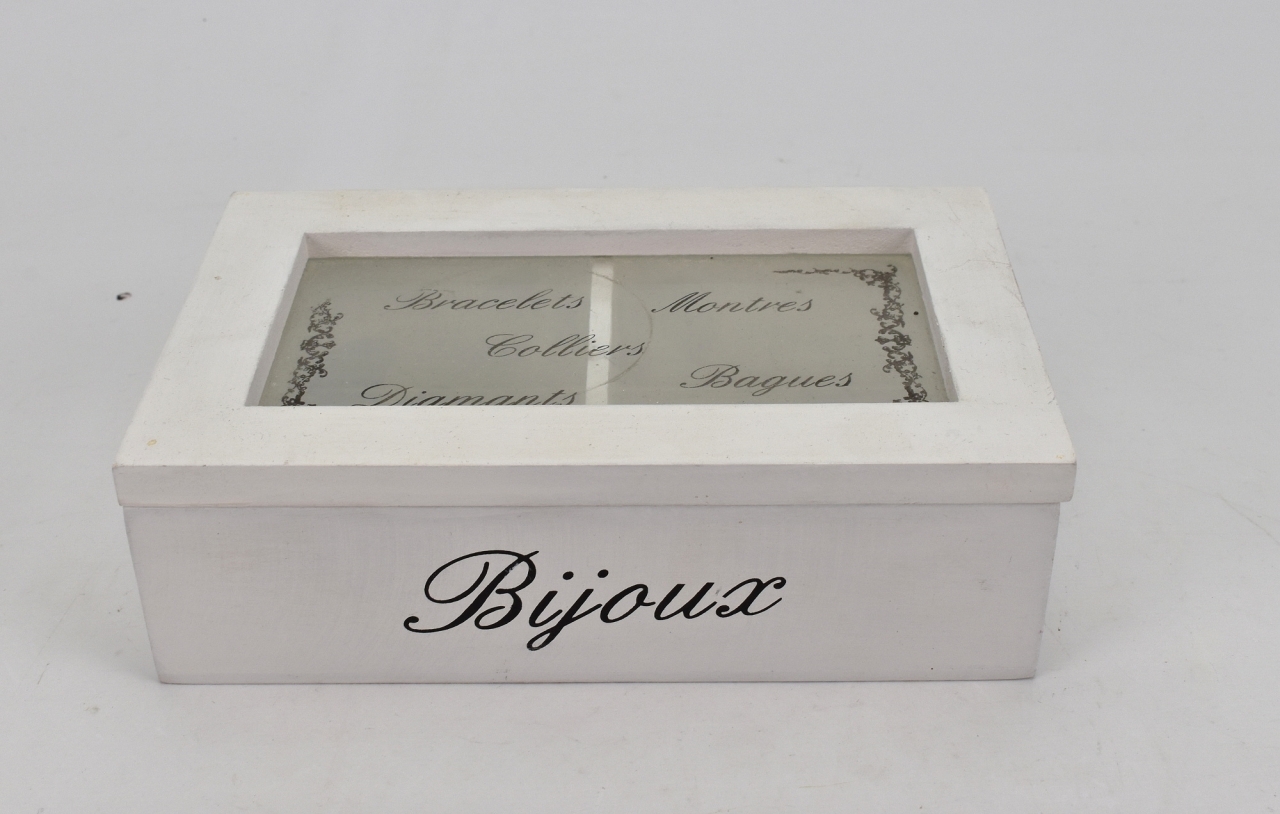 Bracelets Montres
Colliers
Bagues
Diamants
Bijoux